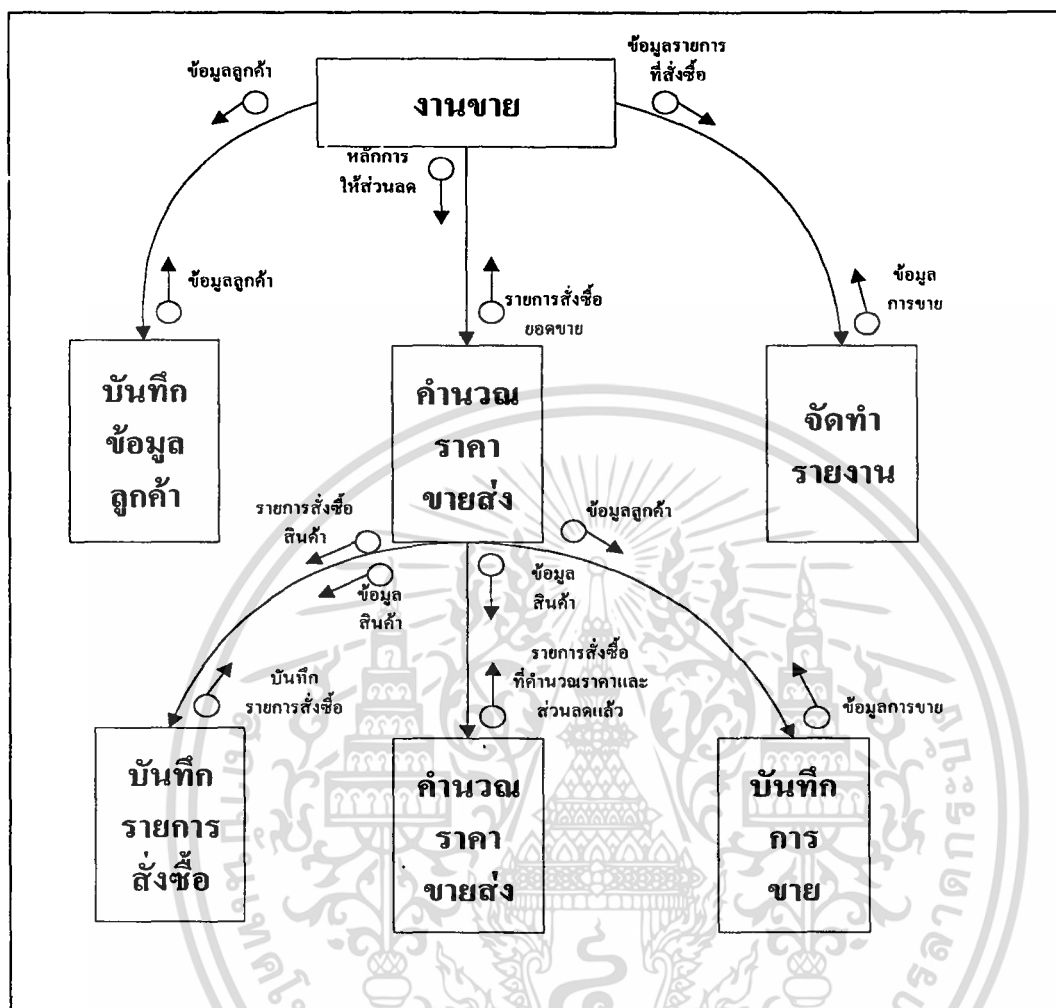 ข้อมูลลูกค้า
ข้อมูลรายการ
ที่สั่งซื้อ
งานขาย
หลักการ
ให้ส่วนลด
ข้อมูลลูกค้า
รายการสั่งซื้อ
ยอดขาย
ข้อมูล
การขาย
บันทึก
ข้อมูล
ลูกค้า
คำนวณ
ราคา
ขายส่ง
จัดทำ
รายงาน
รายการสั่งซื้อ
สินค้า
ข้อมูลลูกค้า
ข้อมูล
สินค้า
ข้อมูล
สินค้า
บันทึก
รายการสั่งซื้อ
รายการสั่งซื้อ
ที่คำนวณราคาและ
ส่วนลดแล้ว
ข้อมูลการขาย
บันทึก
รายการ
สั่งซื้อ
คำนวณ
ราคา
ขายส่ง
บันทึก
การ
ขาย